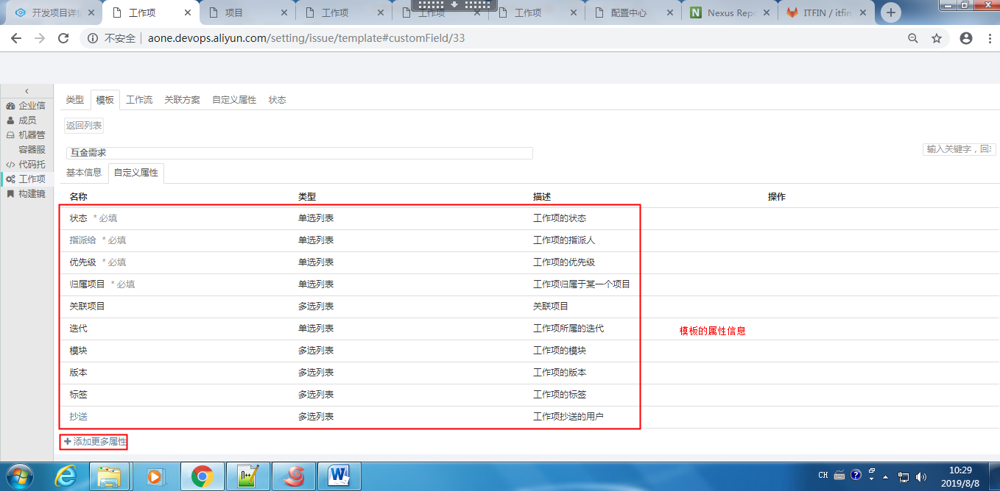 开发项目详 工作项 项目 工作项 工作项 工作项 配置中心 Nexus Repo ITFIN / itfin
不安全 aone.devops.aliyun.com/setting/issue/template#customField/33
企业信
成员
机器管
容器服
代码托
工作项
构建镜
类型 模板 工作流 关联方案 自定义属性 状态
返回列表
互金需求 输入关键字，回
基本信息 自定义属性
名称 类型 描述 操作
状态 * 必填 单选列表 工作项的状态
指派给 * 必填 单选列表 工作项的指派人
优先级 * 必填 单选列表 工作项的优先级
归属项目 * 必填 单选列表 工作项归属于某一个项目
关联项目 多选列表 关联项目
迭代 单选列表 工作项所属的迭代 模板的属性信息
模块 多选列表 工作项的模块
版本 多选列表 工作项的版本
标签 多选列表 工作项的标签
抄送 多选列表 工作项抄送的用户
添加更多属性
CH 10:29
2019/8/8